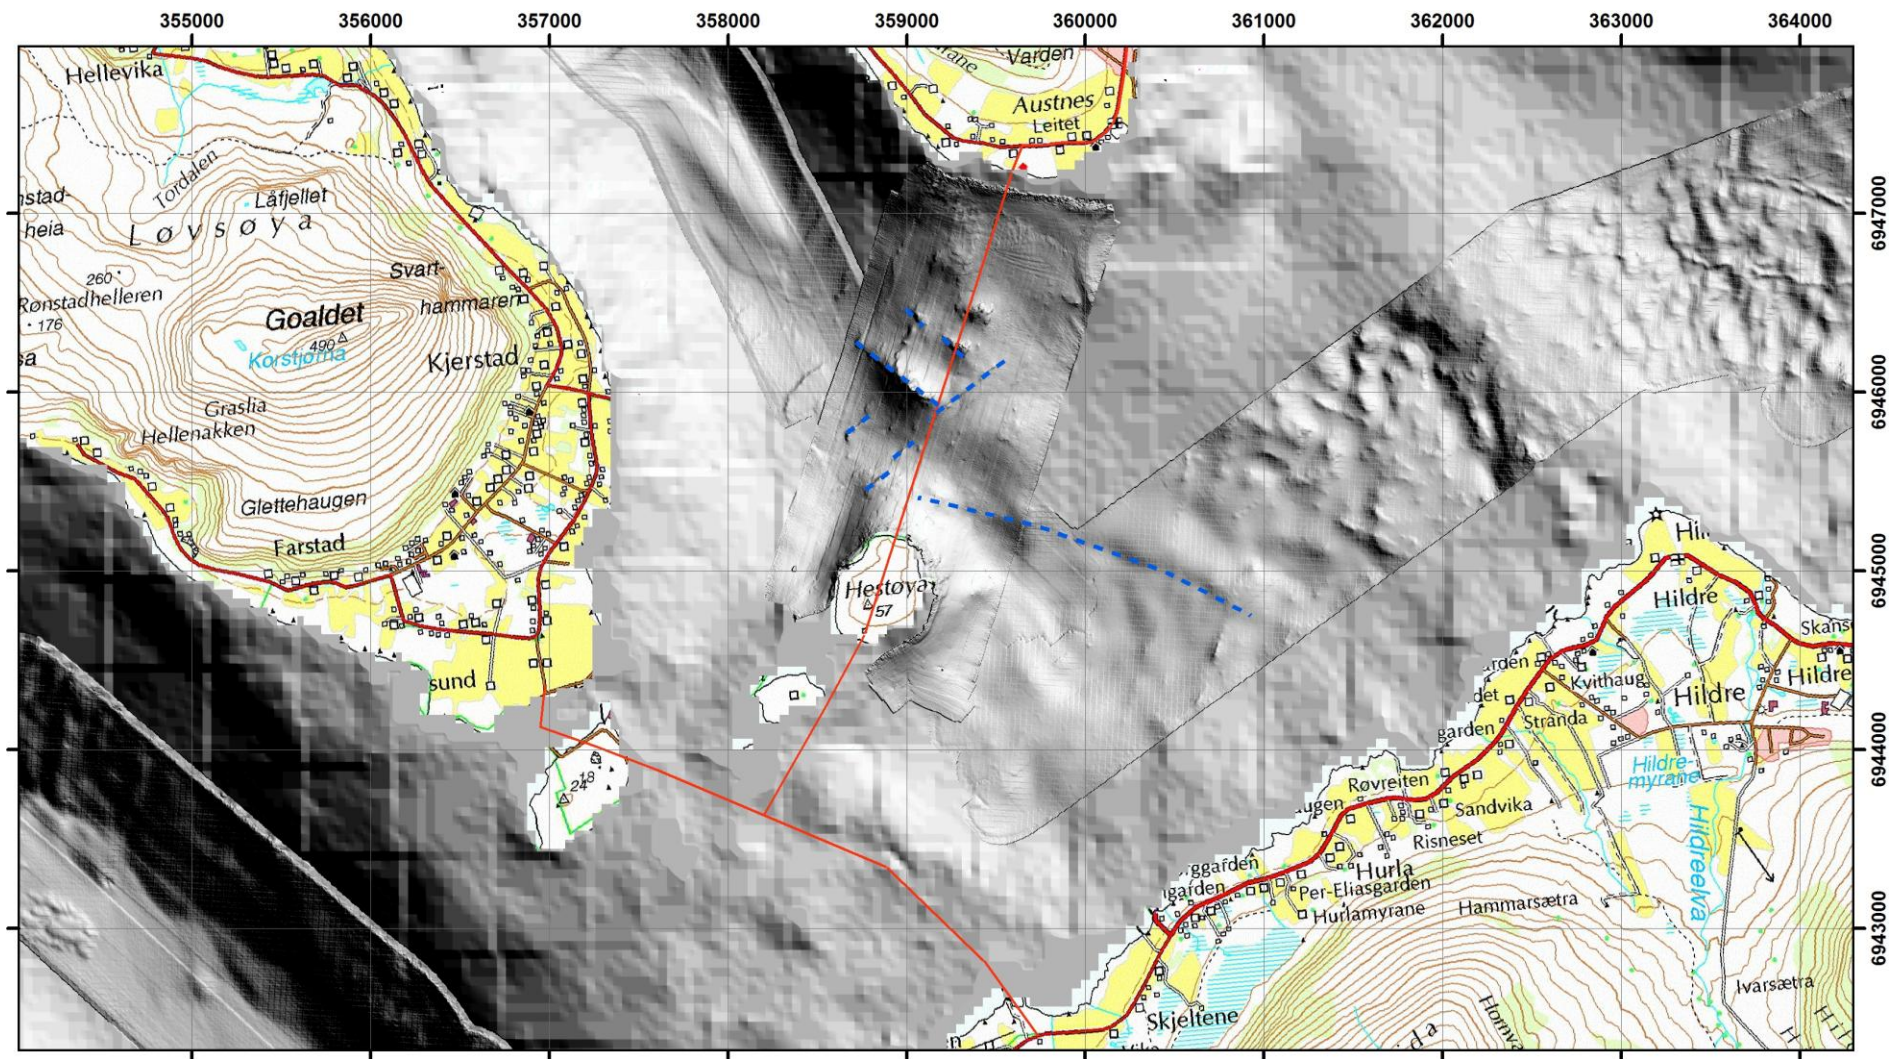 355000 356000 357000 358000 359000 360000 361000 362000 363000 364000
Hellevika
Varden
Austnes
Leitet
Tordalen
Låfjellet
Løvsøya
heia
6947000
260
Svart-
hammaren
Rønstadhelleren
176
Goaldet
490
Korstjørna
Kjerstad
6946000
Graslia
Hellenakken
Glettehaugen
Farstad
6945000
Hestøya
57
Hildre
Kvithaug
Hildre
Hildre
Stranda
sund
garden
6944000
18
24
Hildre-
myrane
Røvreiten
Sandvika
Risneset
Hildreelva
Hurla
Per-Eliasgarden
Hurlamyrane
Hammarsætra
6943000
Ivarsætra
Skjeltene